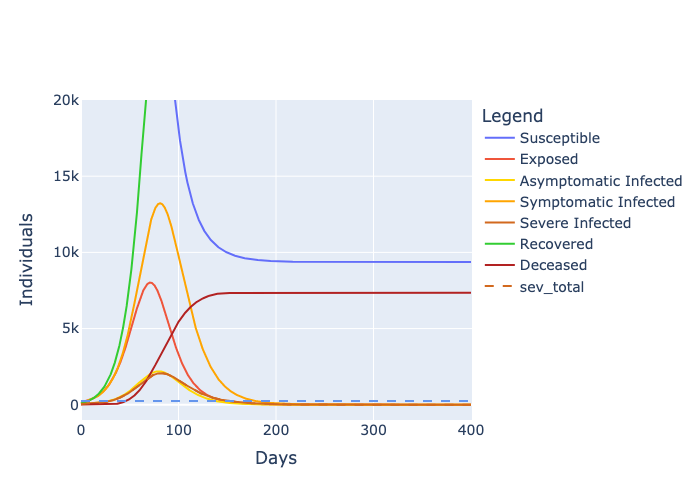 20k
15k
10k
5k
0
Individuals
0
100
200
300
400
Days
Legend
Susceptible
Exposed
Asymptomatic Infected
Symptomatic Infected
Severe Infected
Recovered
Deceased
sev_total